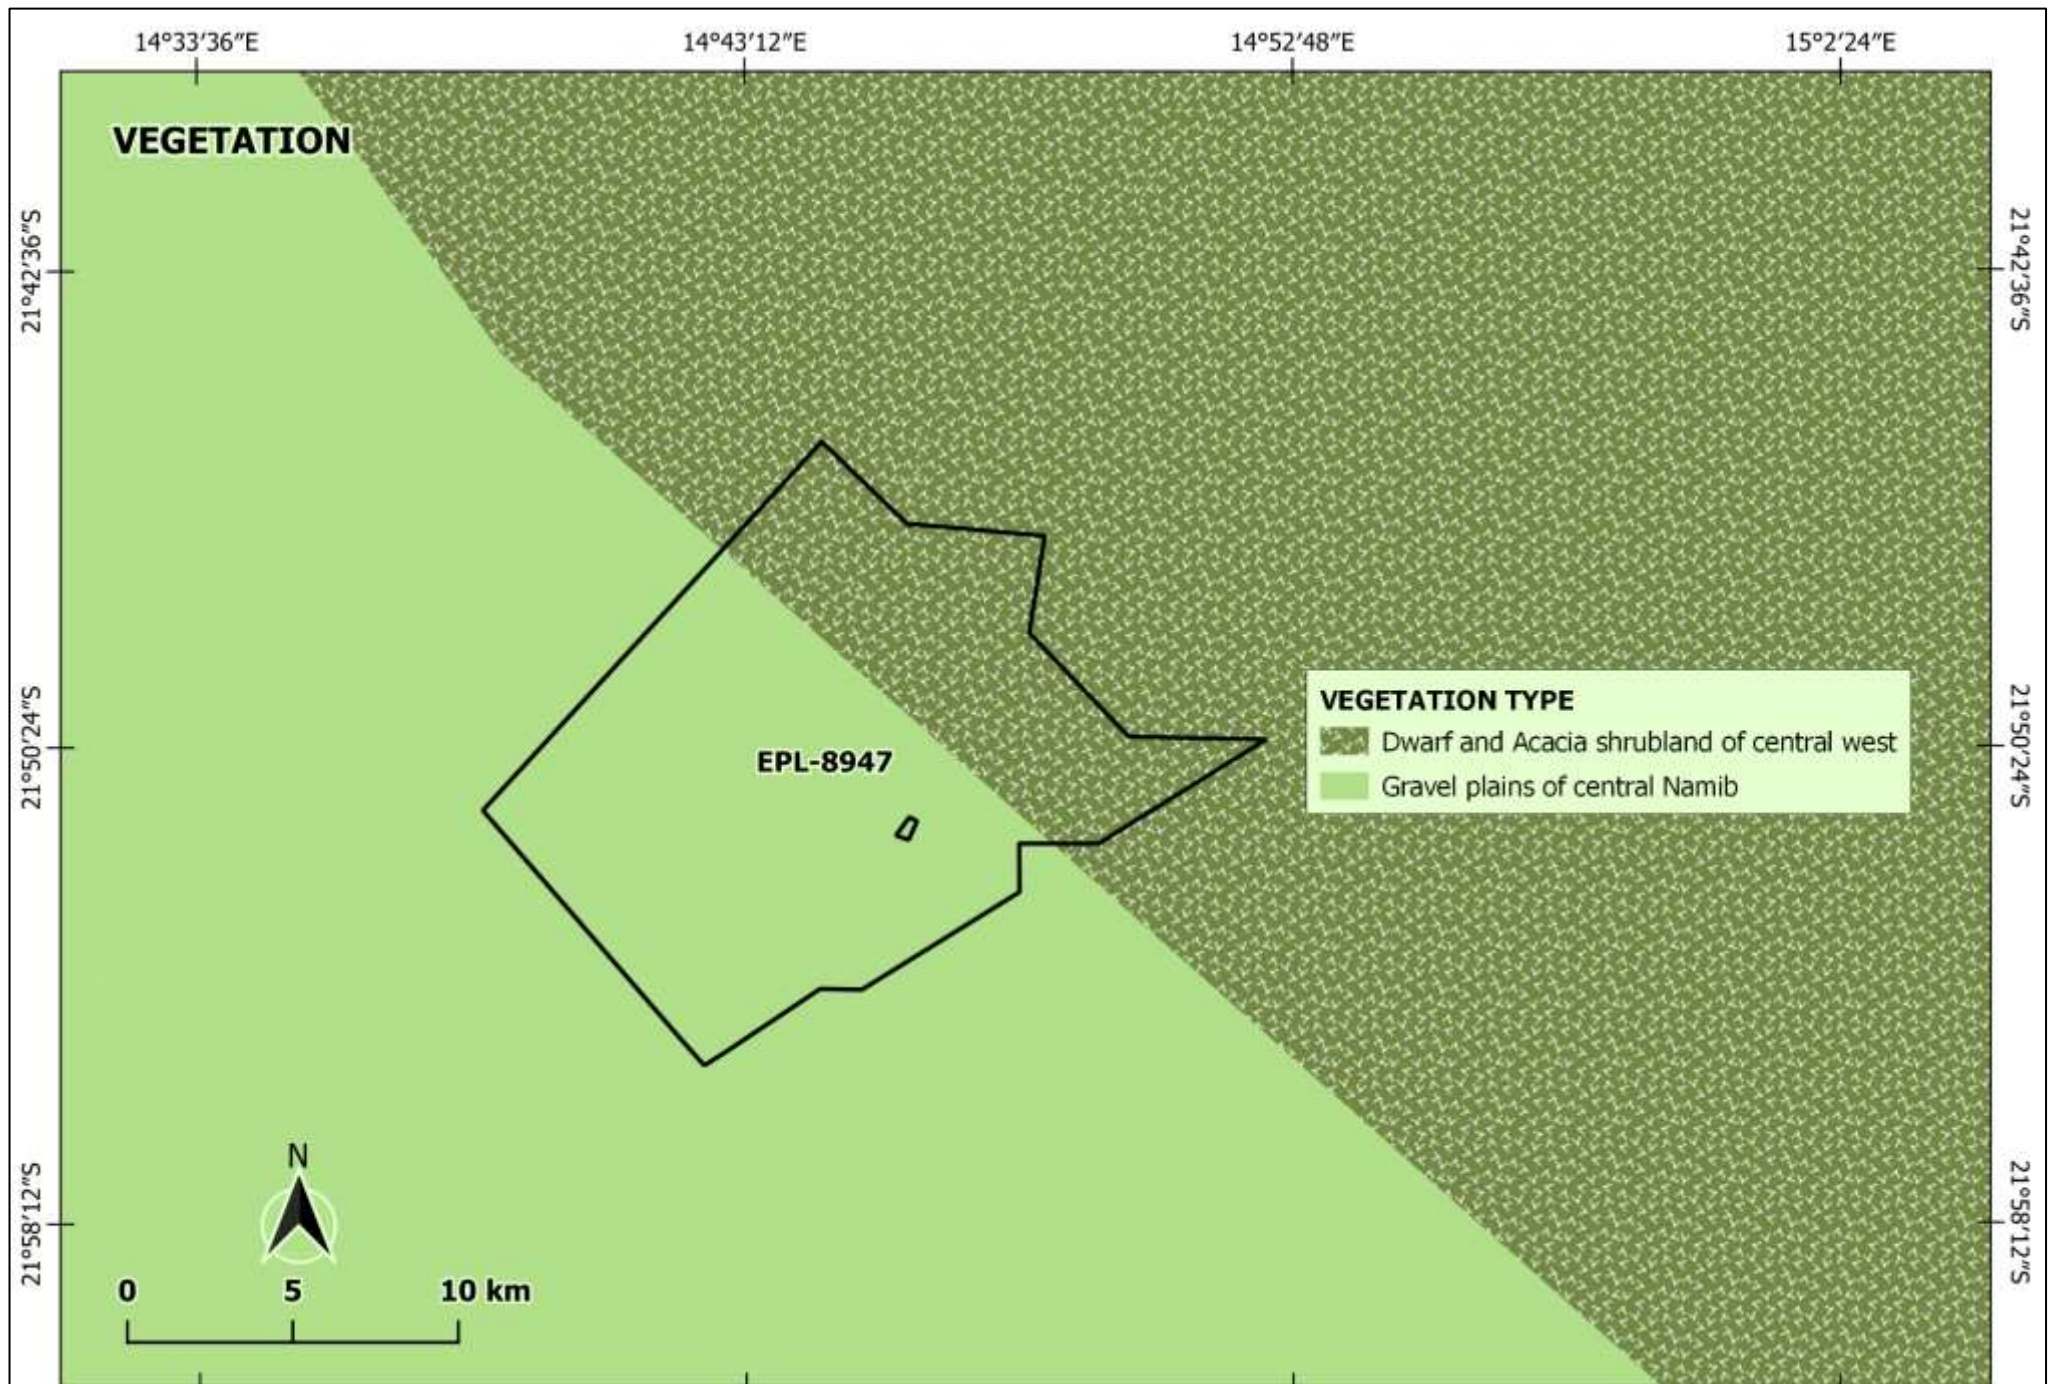 14°33′36″E 14°43′12″E 14°52′48″E 15°2′24″E
VEGETATION
21°42′36″S 21°42′36″S
EPL-8947
21°50′24″S 21°50′24″S
VEGETATION TYPE
Dwarf and Acacia shrubland of central west
Gravel plains of central Namib
21°58′12″S 21°58′12″S
N
0 5 10 km